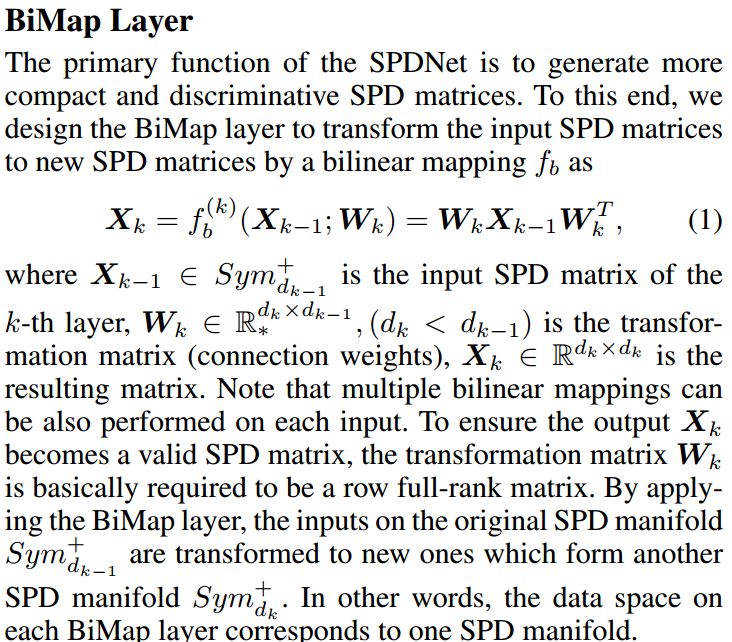 BiMap Layer
The primary function of the SPDNet is to generate more
compact and discriminative SPD matrices. To this end, we
design the BiMap layer to transform the input SPD matrices
to new SPD matrices by a bilinear mapping $f_b$ as
$\boldsymbol{X}_k = f_b^{(k)}(\boldsymbol{X}_{k-1}; \boldsymbol{W}_k) = \boldsymbol{W}_k \boldsymbol{X}_{k-1} \boldsymbol{W}_k^T,$ (1)
where $\boldsymbol{X}_{k-1} \in Sym_{d_{k-1}}^+$ is the input SPD matrix of the
$k$-th layer, $\boldsymbol{W}_k \in \mathbb{R}_*^{d_k \times d_{k-1}}, (d_k < d_{k-1})$ is the transfor-
mation matrix (connection weights), $\boldsymbol{X}_k \in \mathbb{R}^{d_k \times d_k}$ is the
resulting matrix. Note that multiple bilinear mappings can
be also performed on each input. To ensure the output $\boldsymbol{X}_k$
becomes a valid SPD matrix, the transformation matrix $\boldsymbol{W}_k$
is basically required to be a row full-rank matrix. By apply-
ing the BiMap layer, the inputs on the original SPD manifold
$Sym_{d_{k-1}}^+$ are transformed to new ones which form another
SPD manifold $Sym_{d_k}^+$. In other words, the data space on
each BiMap layer corresponds to one SPD manifold.